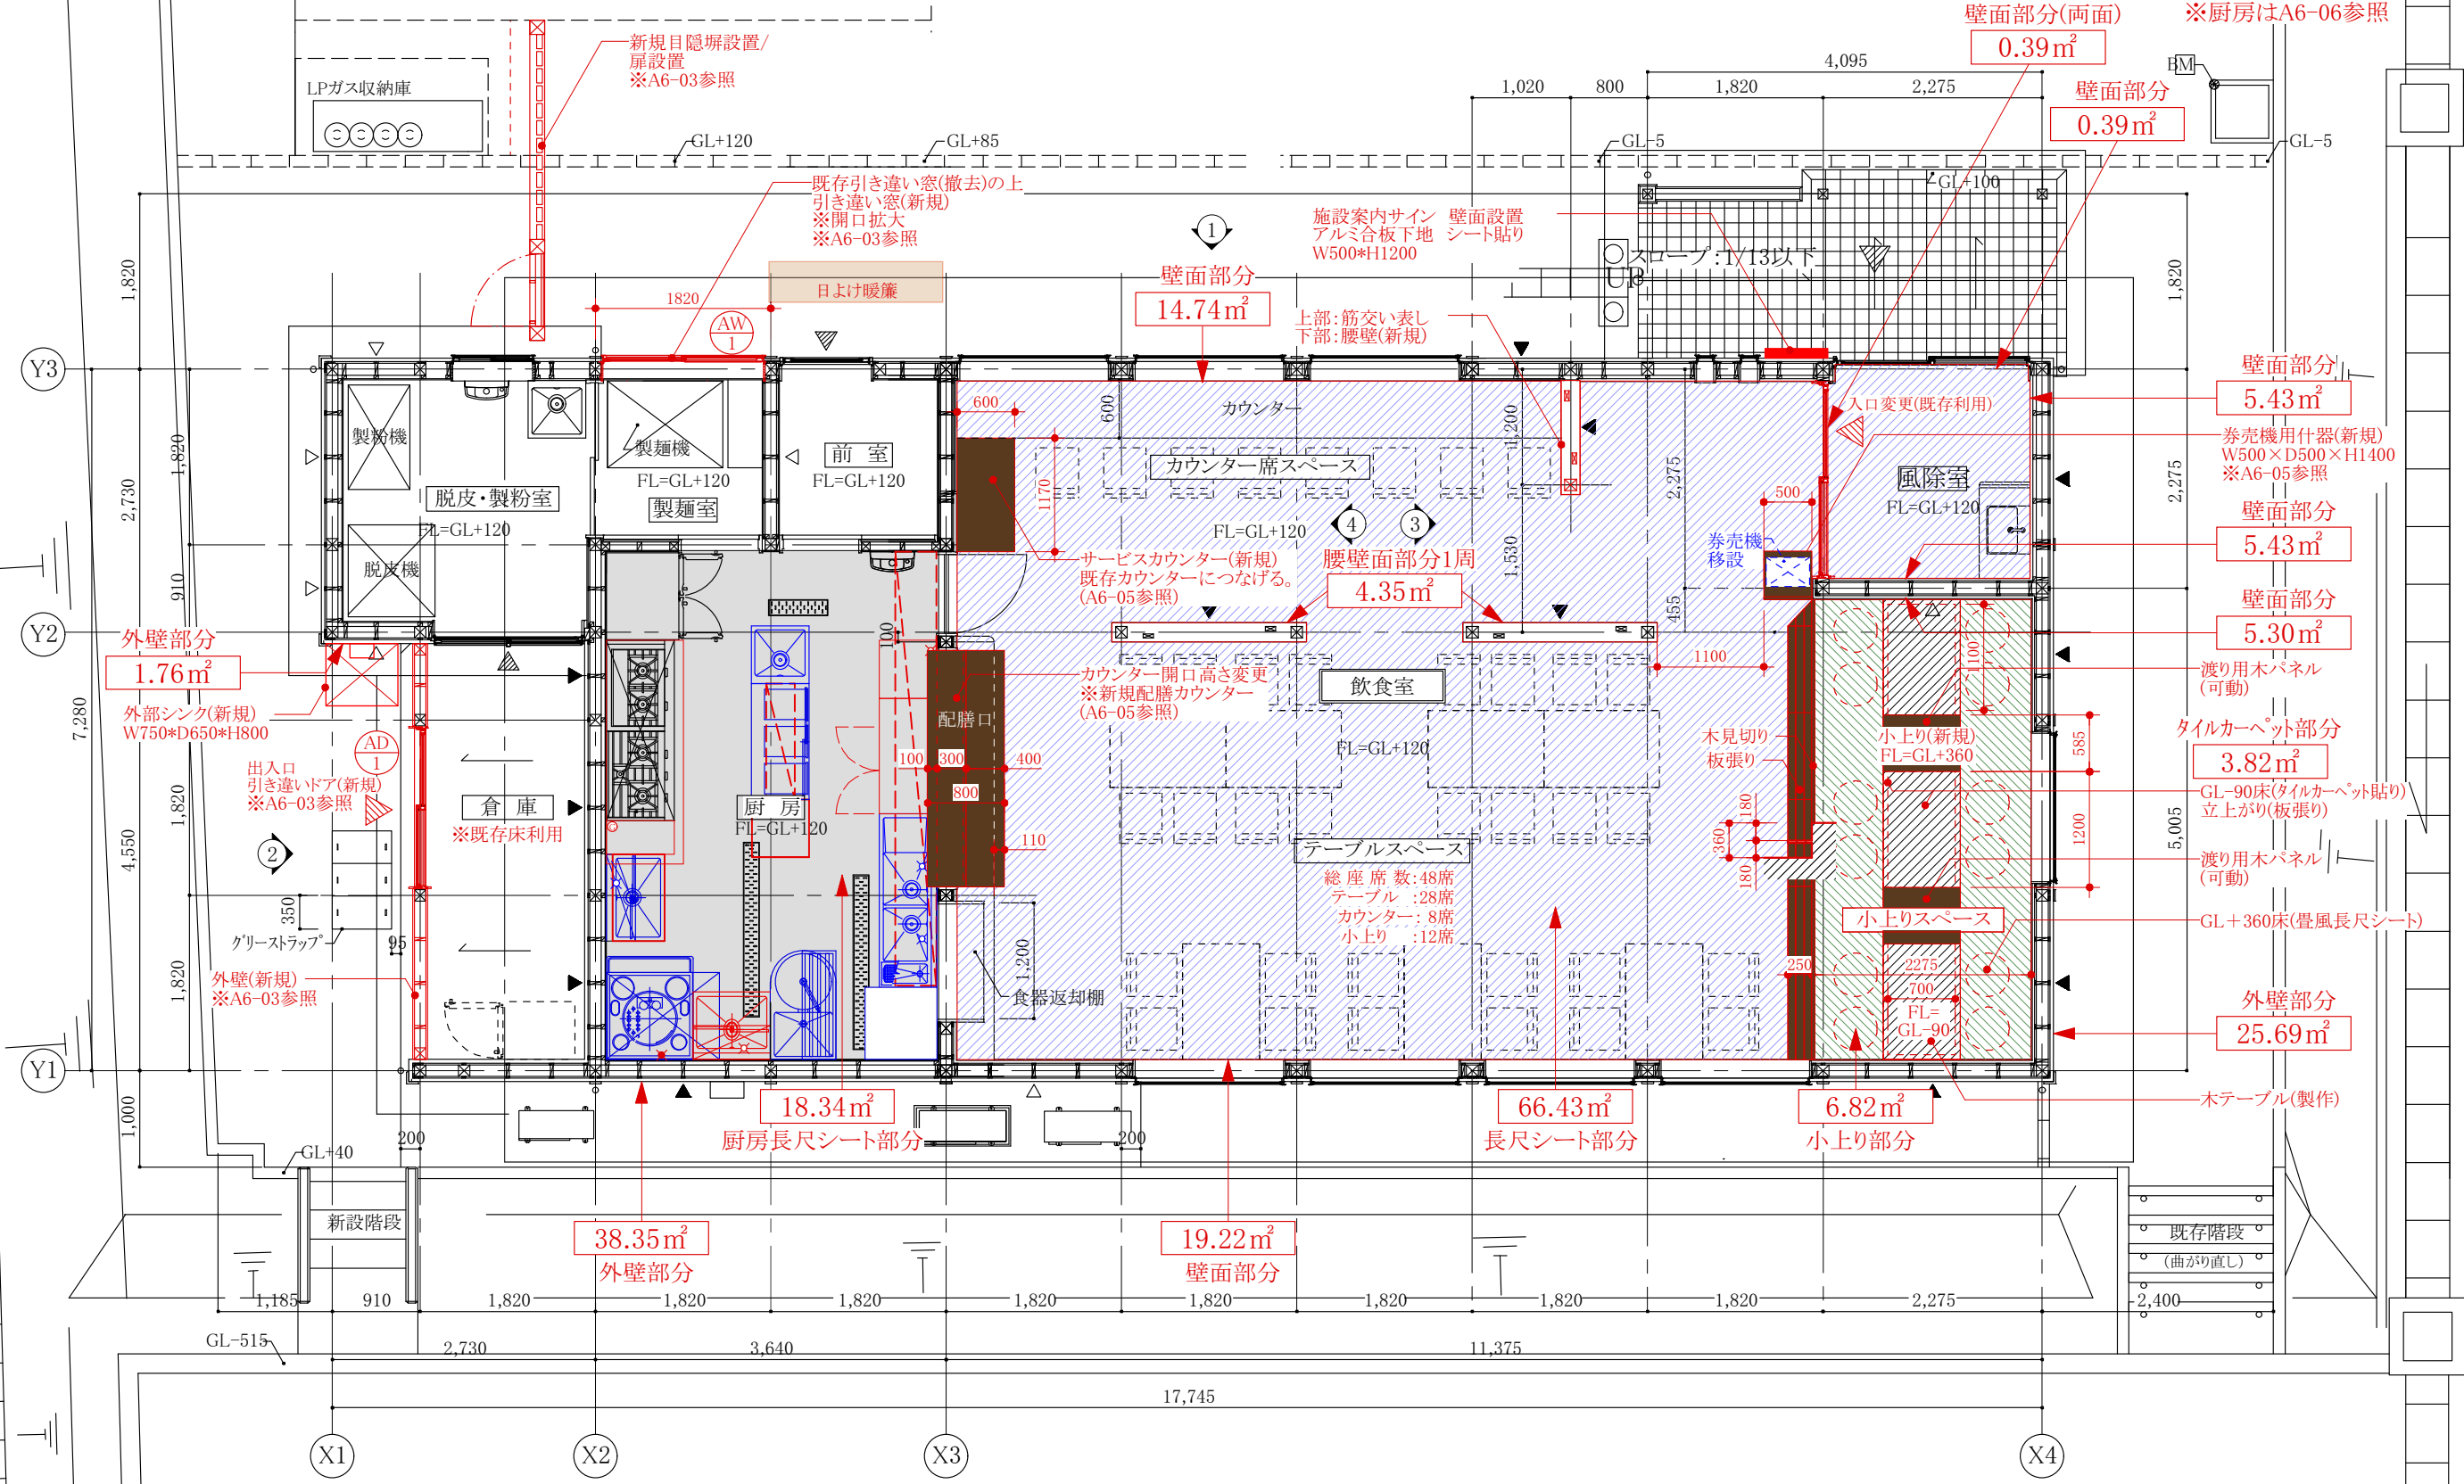 ※厨房はA6-06参照
壁面部分(両面)
0.39㎡
新規目隠塀設置/
扉設置
※A6-03参照
LPガス収納庫
4,095
BM
1,020
800
1,820
2,275
壁面部分
0.39㎡
GL+120
GL+85
GL-5
GL-5
GL+100
既存引き違い窓(撤去)の上
引き違い窓(新規)
※開口拡大
※A6-03参照
施設案内サイン 壁面設置
アルミ合板下地 シート貼り
W500*H1200
1
スロープ:1/13以下
UP
1,820
1,820
日よけ暖簾
1820
AW
1
壁面部分
14.74㎡
上部:筋交い表し
下部:腰壁(新規)
Y3
壁面部分
5.43㎡
製粉機
製麺機
FL=GL+120
製麺室
前 室
FL=GL+120
600
600
カウンター
カウンター席スペース
1,200
入口変更(既存利用)
券売機用什器(新規)
W500×D500×H1400
※A6-05参照
1,820
2,730
脱皮・製粉室
FL=GL+120
1170
FL=GL+120
4
3
2,275
500
風除室
FL=GL+120
2,275
脱皮機
910
サービスカウンター(新規)
既存カウンターにつなげる。
(A6-05参照)
腰壁面部分1周
4.35㎡
1,530
券売機
移設
壁面部分
5.43㎡
455
壁面部分
5.30㎡
Y2
外壁部分
1.76㎡
100
カウンター開口高さ変更
※新規配膳カウンター
(A6-05参照)
飲食室
FL=GL+120
1100
1100
渡り用木パネル
(可動)
外部シンク(新規)
W750*D650*H800
7,280
AD
1
出入口
引き違いドア(新規)
※A6-03参照
配膳口
100
300
400
800
木見切り
板張り
小上り(新規)
FL=GL+360
585
タイルカーペット部分
3.82㎡
GL-90床(タイルカーペット貼り)
立上がり(板張り)
倉 庫
※既存床利用
厨 房
FL=GL+120
110
1,820
4,550
2
テーブルスペース
総 座 席 数:48席
テーブル :28席
カウンター: 8席
小上り :12席
180
360
180
1200
5,005
渡り用木パネル
(可動)
350
グリーストラップ
95
小上りスペース
GL+360床(畳風長尺シート)
外壁(新規)
※A6-03参照
1,820
1,200
食器返却棚
250
2275
700
FL=
GL-90
外壁部分
25.69㎡
Y1
1,000
18.34㎡
厨房長尺シート部分
66.43㎡
長尺シート部分
6.82㎡
小上り部分
木テーブル(製作)
200
200
GL+40
新設階段
38.35㎡
外壁部分
19.22㎡
壁面部分
既存階段
(曲がり直し)
1,185
910
1,820
1,820
1,820
1,820
1,820
1,820
1,820
1,820
2,275
2,400
GL-515
2,730
3,640
11,375
17,745
X1
X2
X3
X4